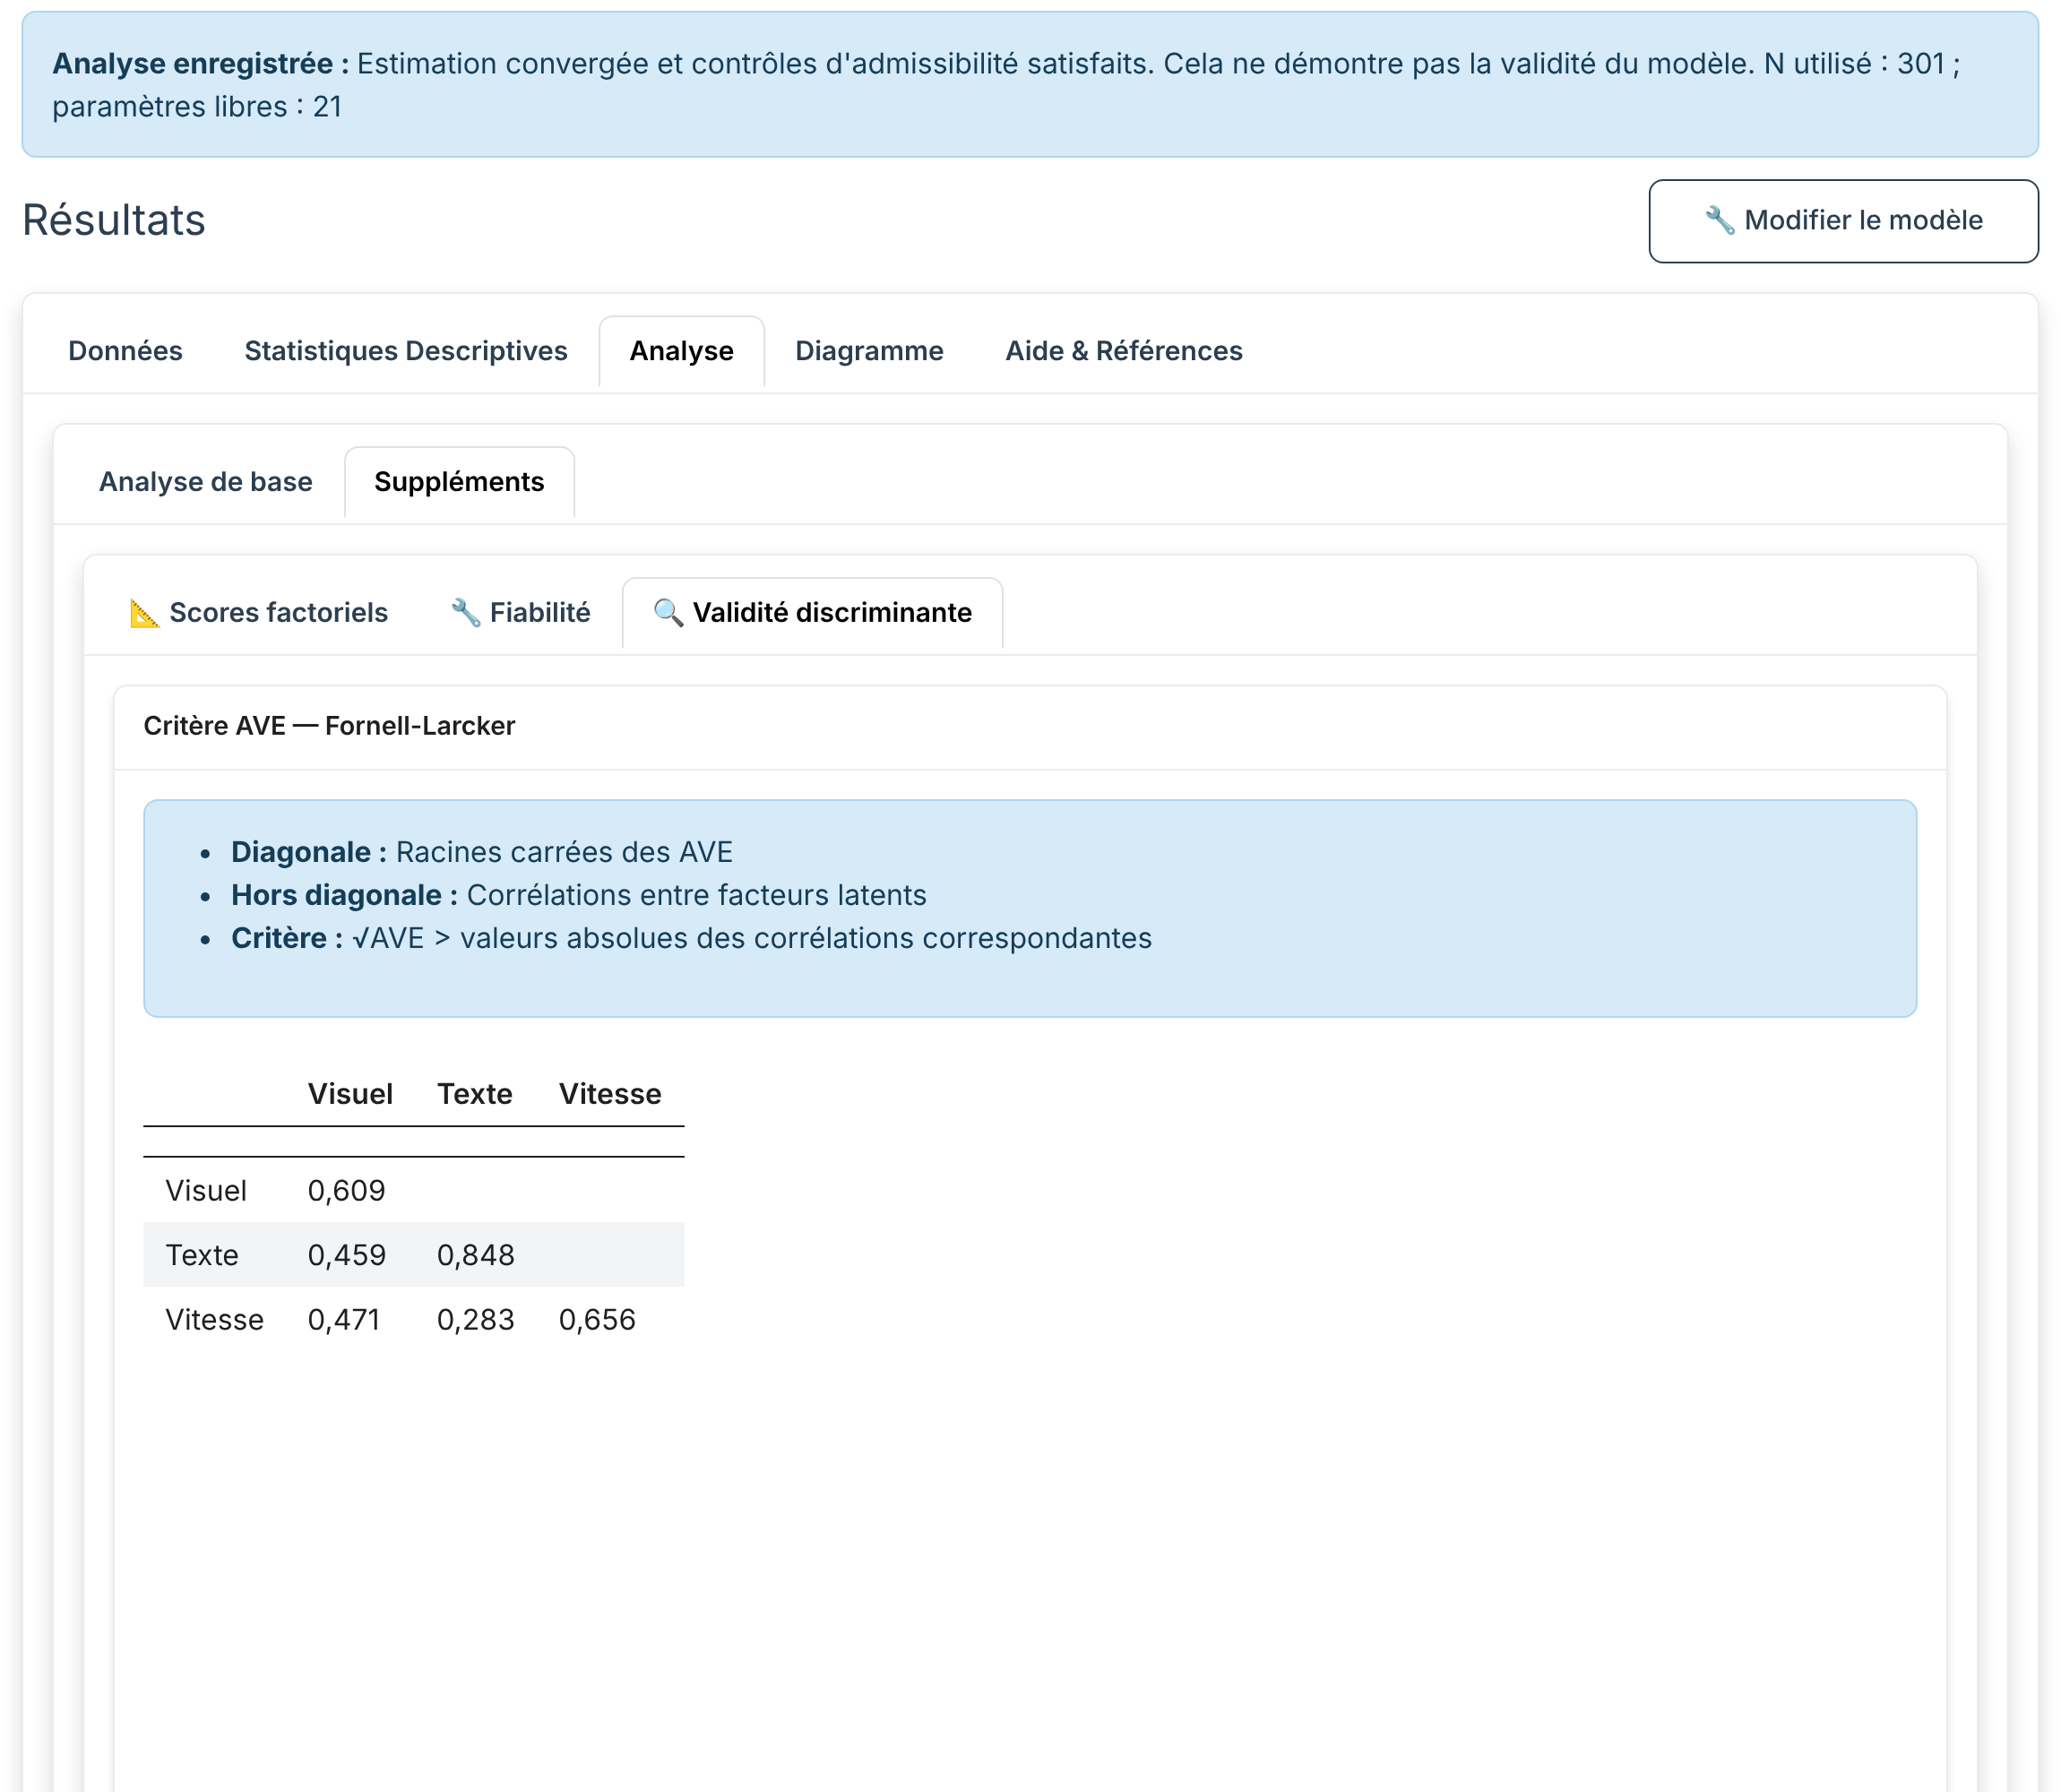 Analyse enregistrée : Estimation convergée et contrôles d'admissibilité satisfaits. Cela ne démontre pas la validité du modèle. N utilisé : 301 ;
paramètres libres : 21
Résultats
🔧 Modifier le modèle
Données Statistiques Descriptives Analyse Diagramme Aide & Références
Analyse de base Suppléments
📐 Scores factoriels 🔧 Fiabilité 🔍 Validité discriminante
Critère AVE — Fornell-Larcker
• Diagonale : Racines carrées des AVE
• Hors diagonale : Corrélations entre facteurs latents
• Critère : √AVE > valeurs absolues des corrélations correspondantes
Visuel Texte Vitesse
Visuel 0,609
Texte 0,459 0,848
Vitesse 0,471 0,283 0,656